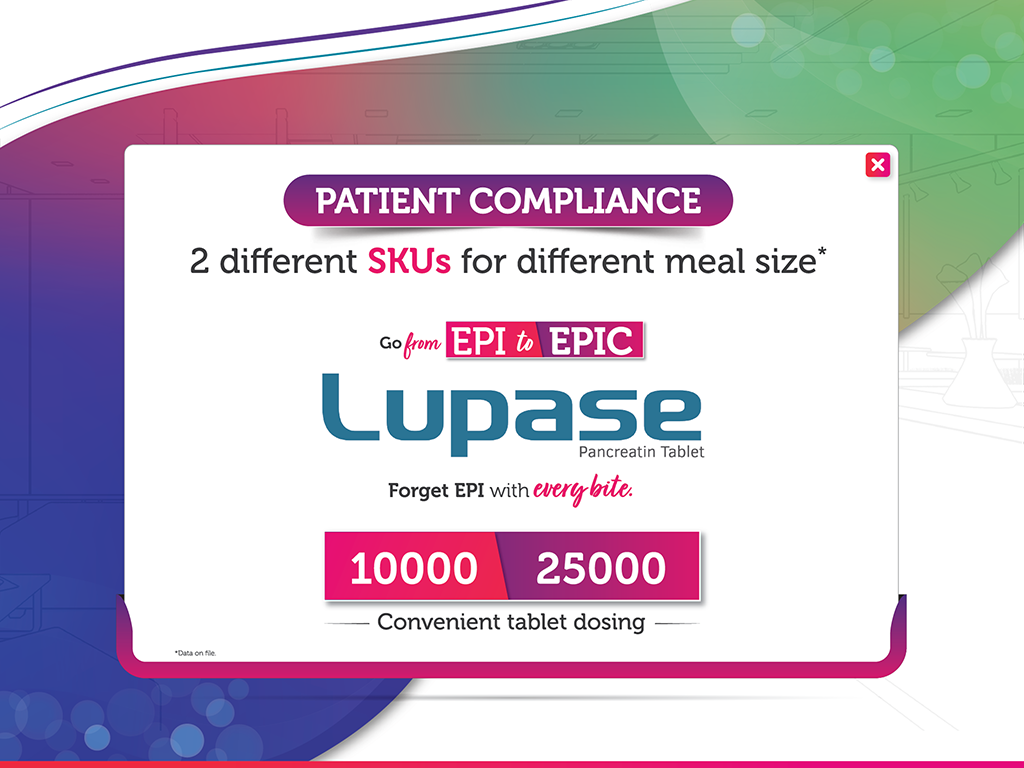 PATIENT COMPLIANCE
2 different SKUs for different meal size*
Go from EPI to EPIC
Lupase
Pancreatin Tablet
Forget EPI with every bite.
10000 25000
Convenient tablet dosing
*Data on file.